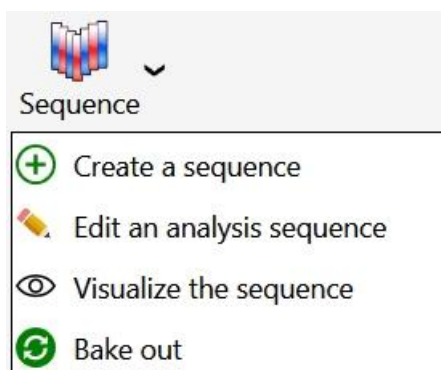 Sequence
Create a sequence
Edit an analysis sequence
Visualize the sequence
Bake out